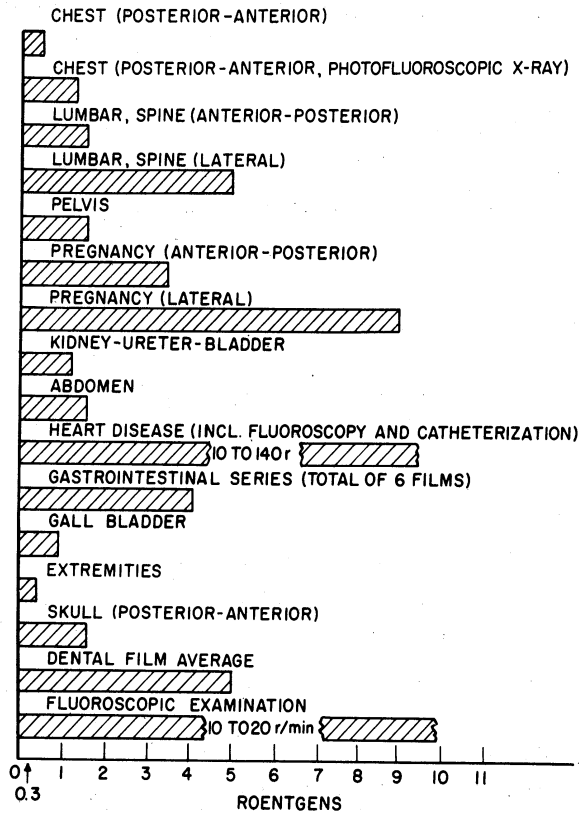 CHEST (POSTERIOR-ANTERIOR)
CHEST (POSTERIOR-ANTERIOR, PHOTOFLUOROSCOPIC X-RAY)
LUMBAR, SPINE (ANTERIOR-POSTERIOR)
LUMBAR, SPINE (LATERAL)
PELVIS
PREGNANCY (ANTERIOR-POSTERIOR)
PREGNANCY (LATERAL)
KIDNEY-URETER-BLADDER
ABDOMEN
HEART DISEASE (INCL. FLUOROSCOPY AND CATHETERIZATION)
10 TO 140 r
GASTROINTESTINAL SERIES (TOTAL OF 6 FILMS)
GALL BLADDER
EXTREMITIES
SKULL (POSTERIOR-ANTERIOR)
DENTAL FILM AVERAGE
FLUOROSCOPIC EXAMINATION
10 TO 20 r/min
0 1 2 3 4 5 6 7 8 9 10 11
0.3
ROENTGENS